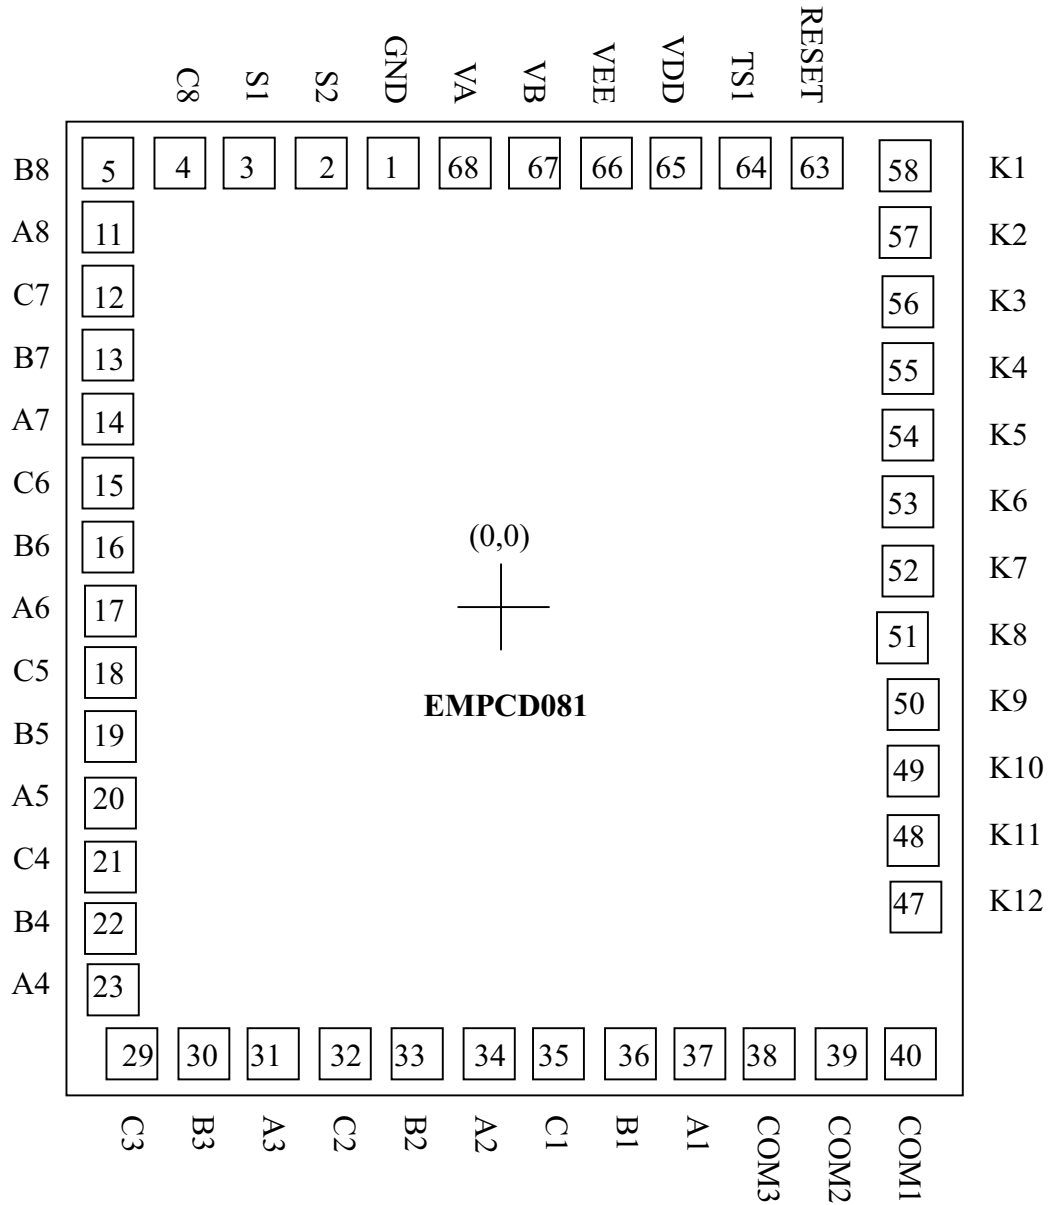 C8 S1 S2 GND VA VB VEE VDD TS1 RESET
B8 5 4 3 2 1 68 67 66 65 64 63 58 K1
A8 11 57 K2
C7 12 56 K3
B7 13 55 K4
A7 14 54 K5
C6 15 53 K6
B6 16 (0,0) 52 K7
A6 17 51 K8
C5 18 50 K9
EMPCD081
B5 19 49 K10
A5 20 48 K11
C4 21 47 K12
B4 22
A4 23
29 30 31 32 33 34 35 36 37 38 39 40
C3 B3 A3 C2 B2 A2 C1 B1 A1 COM3 COM2 COM1